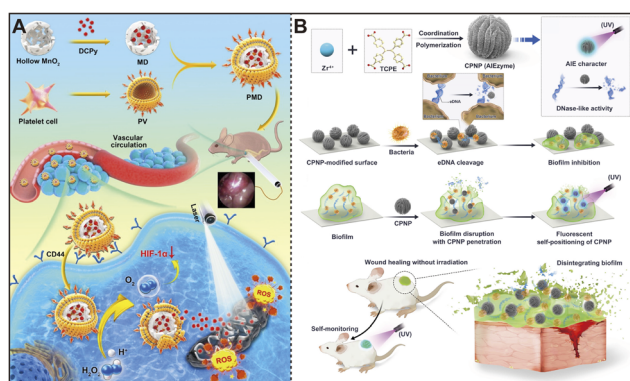 A
DCPy
Hollow MnO₂
MD
PMD
Platelet cell
PV
Vascular
circulation
Laser
CD44
HIF-1α
O₂
ROS
ROS
ROS
H⁺
H₂O₂
B
Coordination
Polymerization
(UV)
Zr⁴⁺
TCPE
CPNP (AIEzyme)
AIE character
eDNA
DNase-like activity
Bacteria
CPNP-modified surface
eDNA cleavage
Biofilm inhibition
CPNP
(UV)
Biofilm
Biofilm disruption
with CPNP penetration
Fluorescent
self-positioning of CPNP
Wound healing without irradiation
Disintegrating biofilm
Self-monitoring
(UV)